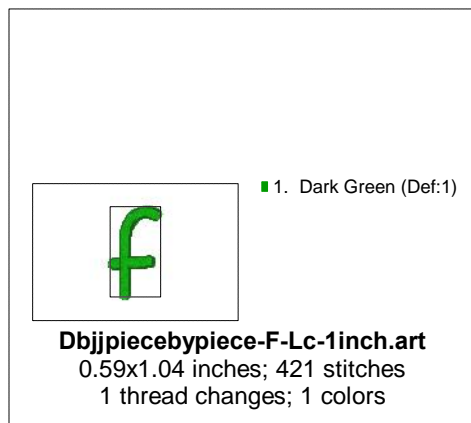 1. Dark Green (Def:1)
f
Dbjjpiecebypiece-F-Lc-1inch.art
0.59x1.04 inches; 421 stitches
1 thread changes; 1 colors